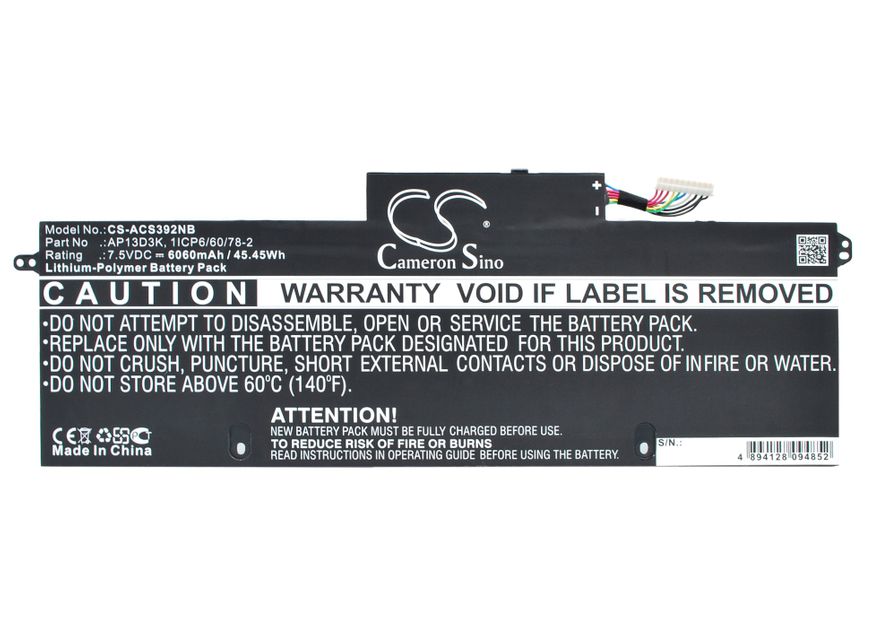 CS
®
Cameron Sino
+
-
Model No.: CS-ACS392NB
Part No : AP13D3K, 1ICP6/60/78-2
Rating : 7.5VDC ⎓ 6060mAh / 45.45Wh
Lithium-Polymer Battery Pack
CAUTION WARRANTY VOID IF LABEL IS REMOVED
•DO NOT ATTEMPT TO DISASSEMBLE, OPEN OR SERVICE THE BATTERY PACK.
•REPLACE ONLY WITH THE BATTERY PACK DESIGNATED FOR THIS PRODUCT.
•DO NOT CRUSH, PUNCTURE, SHORT EXTERNAL CONTACTS OR DISPOSE OF INFIRE OR WATER.
•DO NOT STORE ABOVE 60°C (140°F).
ATTENTION!
NEW BATTERY PACK MUST BE FULLY CHARGED BEFORE USE.
TO REDUCE RISK OF FIRE OR BURNS
READ INSTRUCTIONS IN OPERATING GUIDE BEFORE USING BATTERY PACK.
CE
Made In China
S/N.:
4 894128 094852